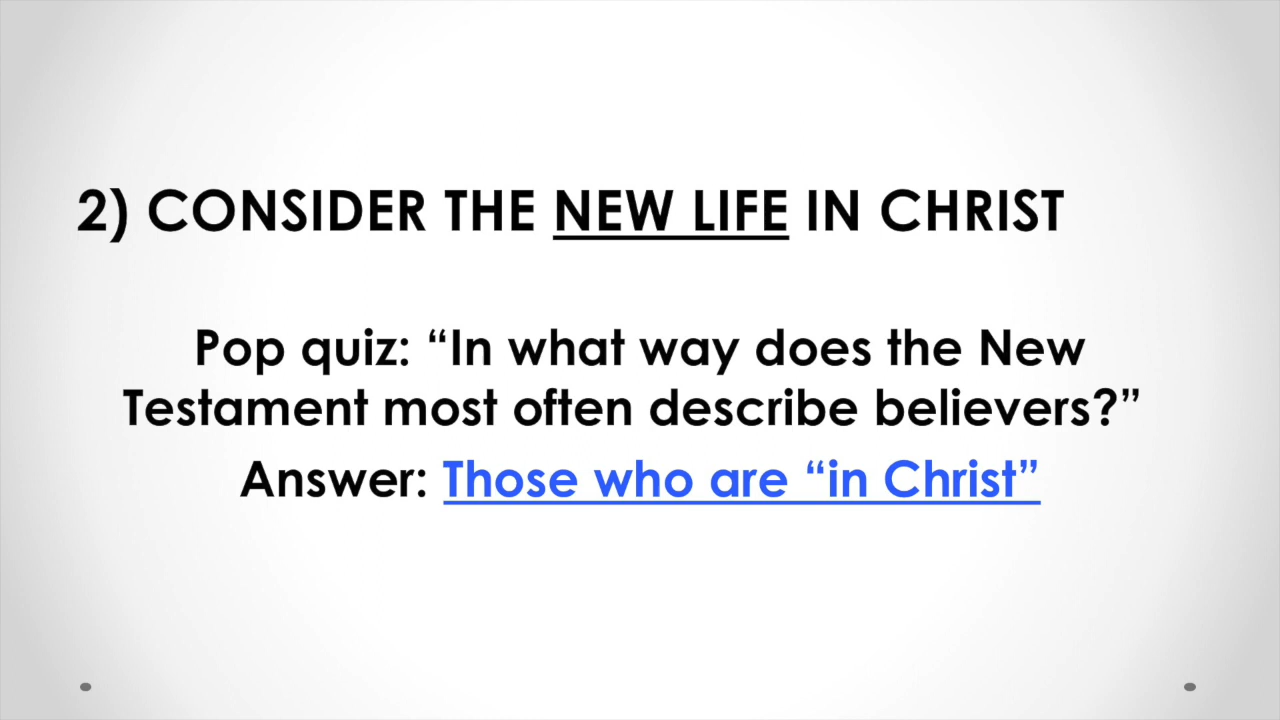 2) CONSIDER THE NEW LIFE IN CHRIST
Pop quiz: “In what way does the New
Testament most often describe believers?”
Answer: Those who are “in Christ”